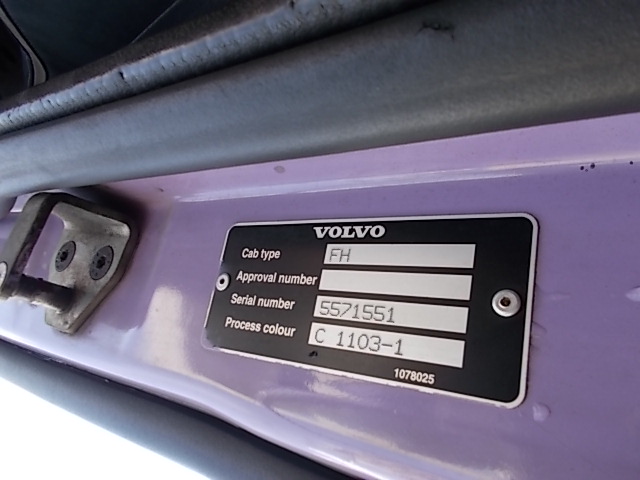 VOLVO
Cab type FH
Approval number
Serial number 5571551
Process colour C 1103-1
1078025